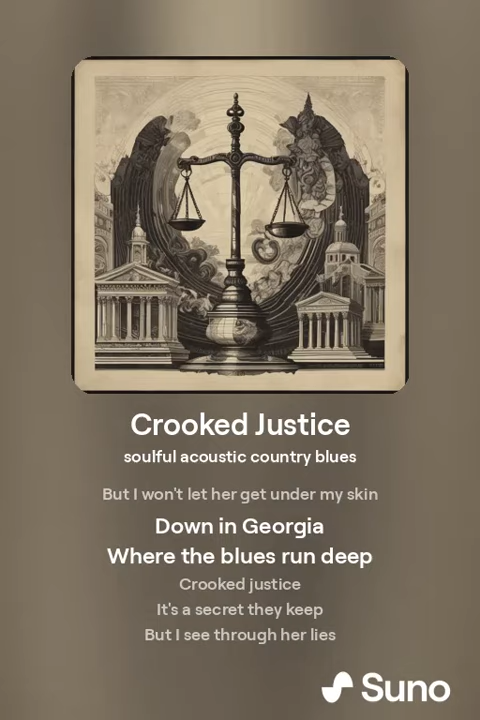 Crooked Justice
soulful acoustic country blues
But I won't let her get under my skin
Down in Georgia
Where the blues run deep
Crooked justice
It's a secret they keep
But I see through her lies
Suno